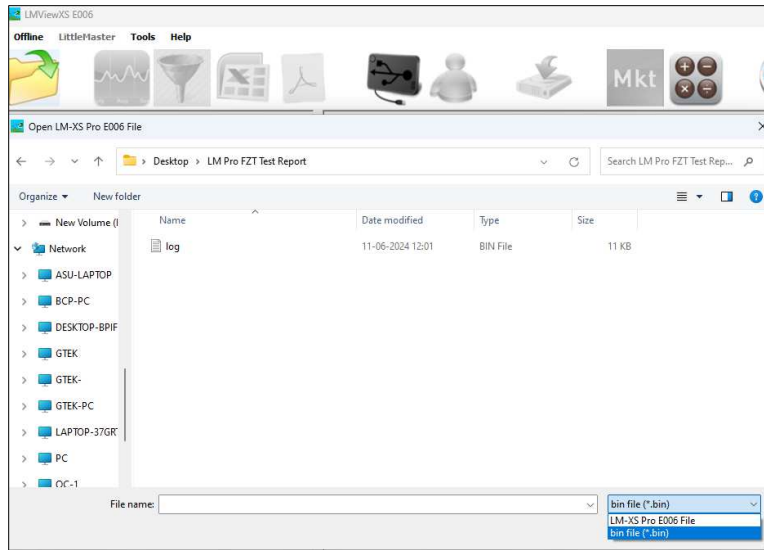 LMViewXS E006
Offline LittleMaster Tools Help
Mkt
Open LM-XS Pro E006 File
Desktop > LM Pro FZT Test Report
Search LM Pro FZT Test Rep...
Organize New folder
Name Date modified Type Size
New Volume (I
log 11-06-2024 12:01 BIN File 11 KB
Network
ASU-LAPTOP
BCP-PC
DESKTOP-BPIF
GTEK
GTEK-
GTEK-PC
LAPTOP-37GR
PC
OC-1
File name: bin file (*.bin)
LM-XS Pro E006 File
bin file (*.bin)